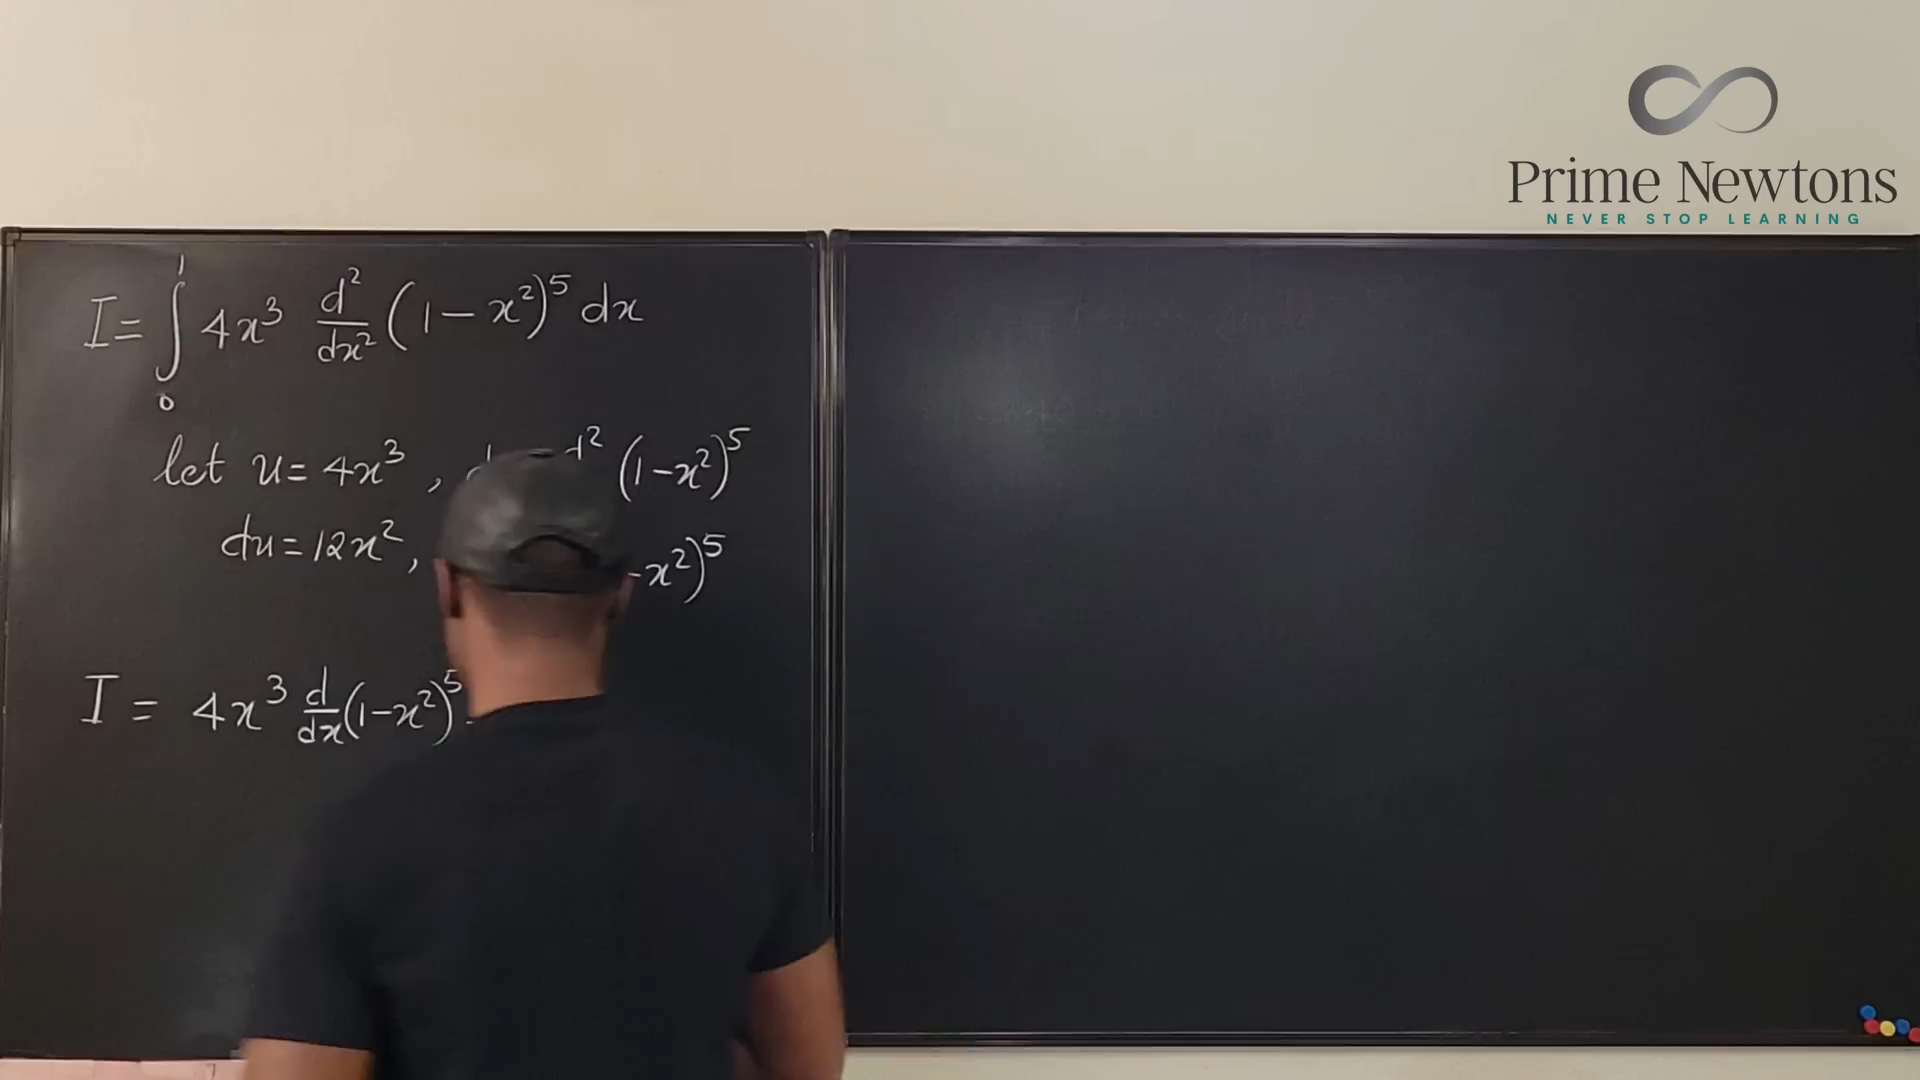 Prime Newtons
NEVER STOP LEARNING
I = ∫₀¹ 4x³ d²/dx² (1 − x²)⁵ dx
let u = 4x³ , d² (1 − x²)⁵
du = 12x² , − x²)⁵
I = 4x³ d/dx (1 − x²)⁵ -